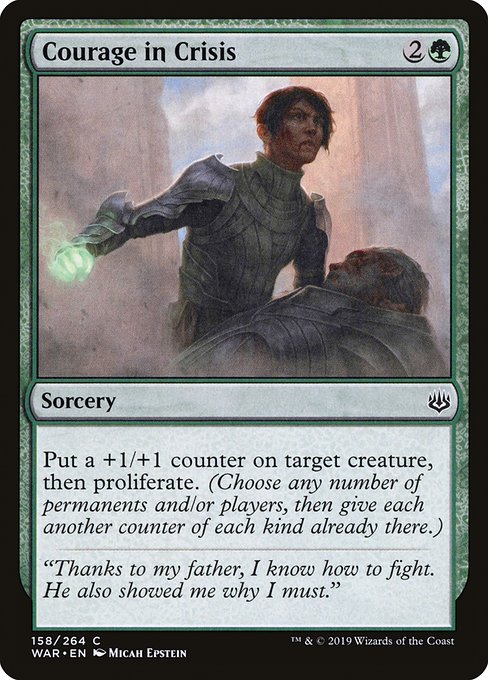 Courage in Crisis 2
Sorcery
Put a +1/+1 counter on target creature,
then proliferate. (Choose any number of
permanents and/or players, then give each
another counter of each kind already there.)
“Thanks to my father, I know how to fight.
He also showed me why I must.”
158/264 C
WAR • EN Micah Epstein
™ & © 2019 Wizards of the Coast